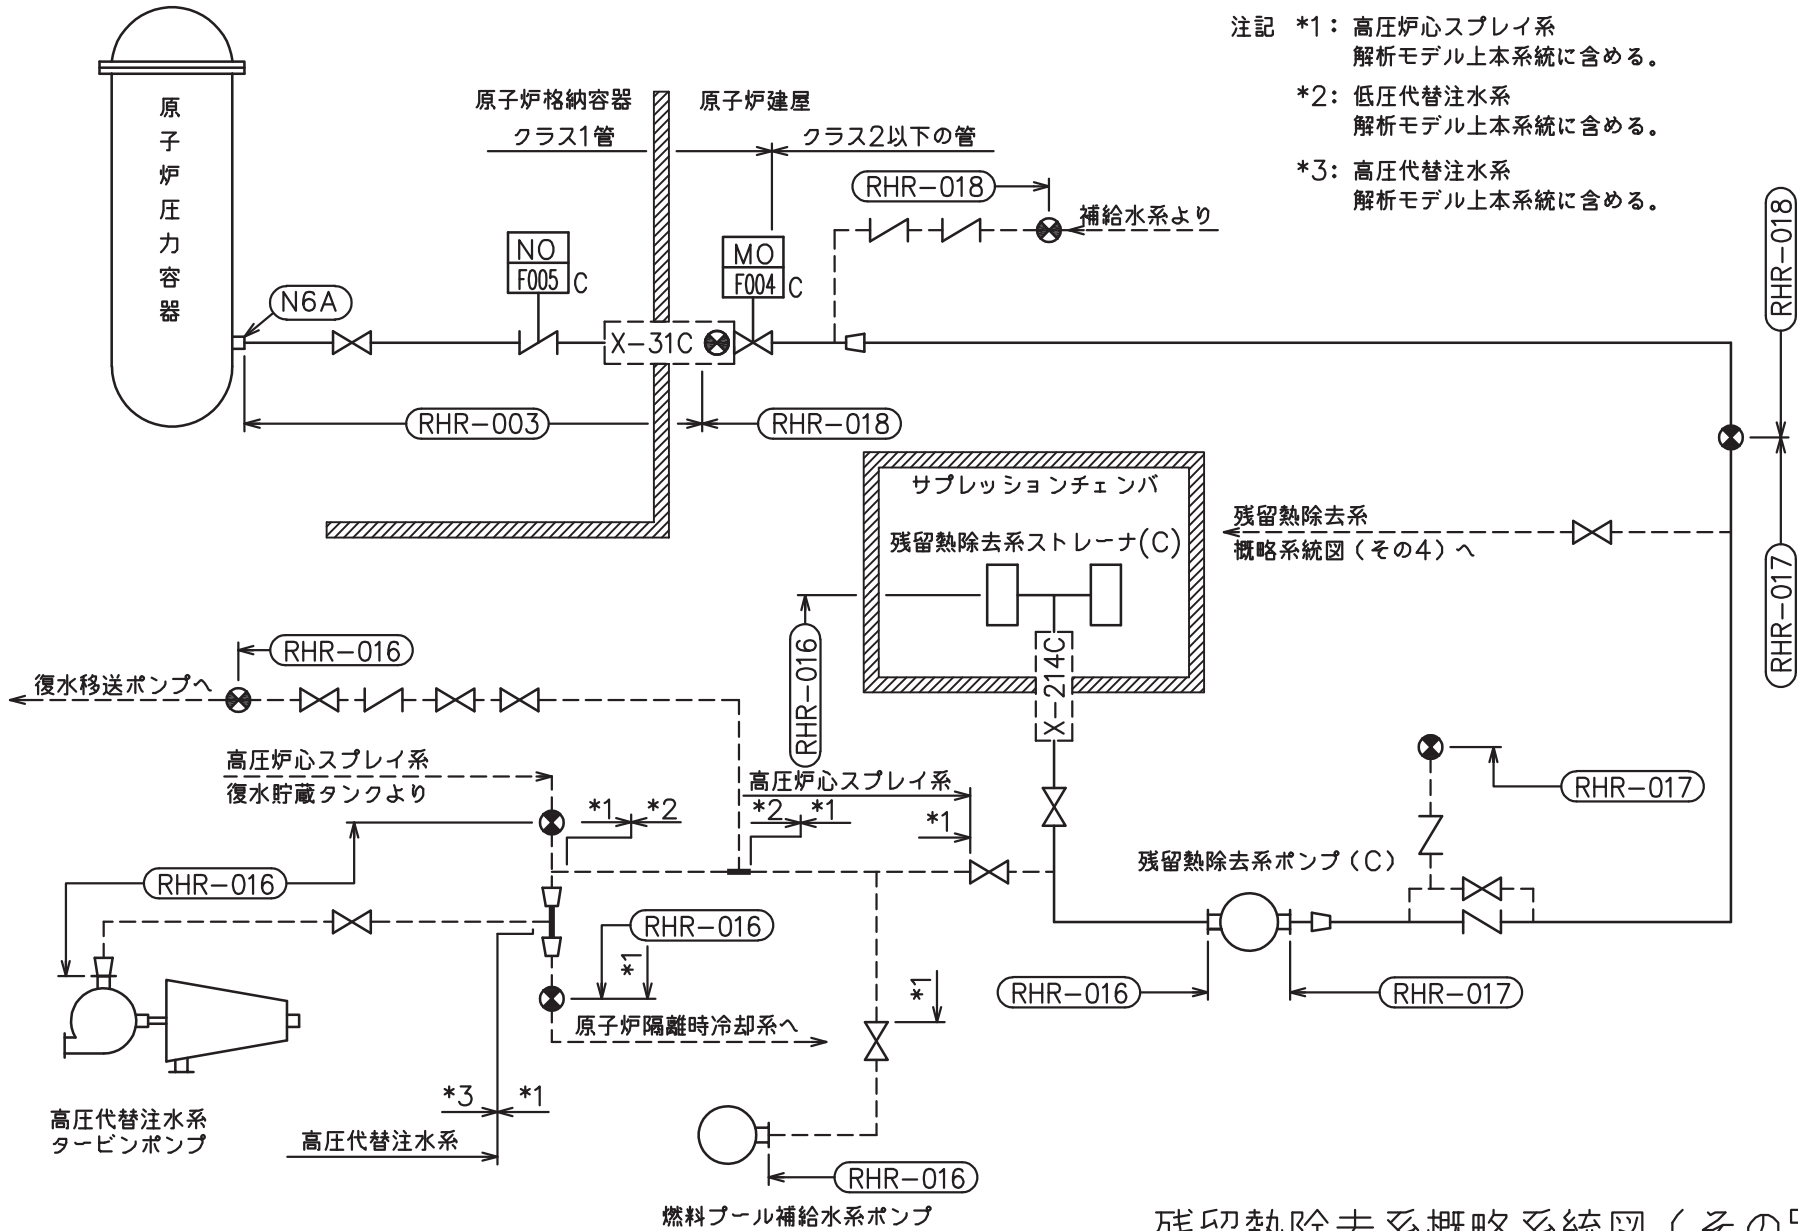 注記 *1: 高圧炉心スプレイ系
解析モデル上本系統に含める。
*2: 低圧代替注水系
解析モデル上本系統に含める。
*3: 高圧代替注水系
解析モデル上本系統に含める。
原子炉圧力容器
原子炉格納容器
原子炉建屋
クラス1管
クラス2以下の管
RHR-018
補給水系より
NO
F005 C
MO
F004 C
N6A
X-31C
RHR-003
RHR-018
RHR-018
RHR-017
サプレッションチェンバ
残留熱除去系ストレーナ(C)
残留熱除去系
概略系統図(その4)へ
RHR-016
X-214C
RHR-016
復水移送ポンプへ
高圧炉心スプレイ系
復水貯蔵タンクより
*1
*2
高圧炉心スプレイ系
*2
*1
*1
RHR-017
残留熱除去系ポンプ(C)
RHR-016
RHR-016
*1
*1
RHR-016
RHR-017
原子炉隔離時冷却系へ
*3
*1
高圧代替注水系
タービンポンプ
高圧代替注水系
RHR-016
燃料プール補給水系ポンプ
残留熱除去系概略系統図(その